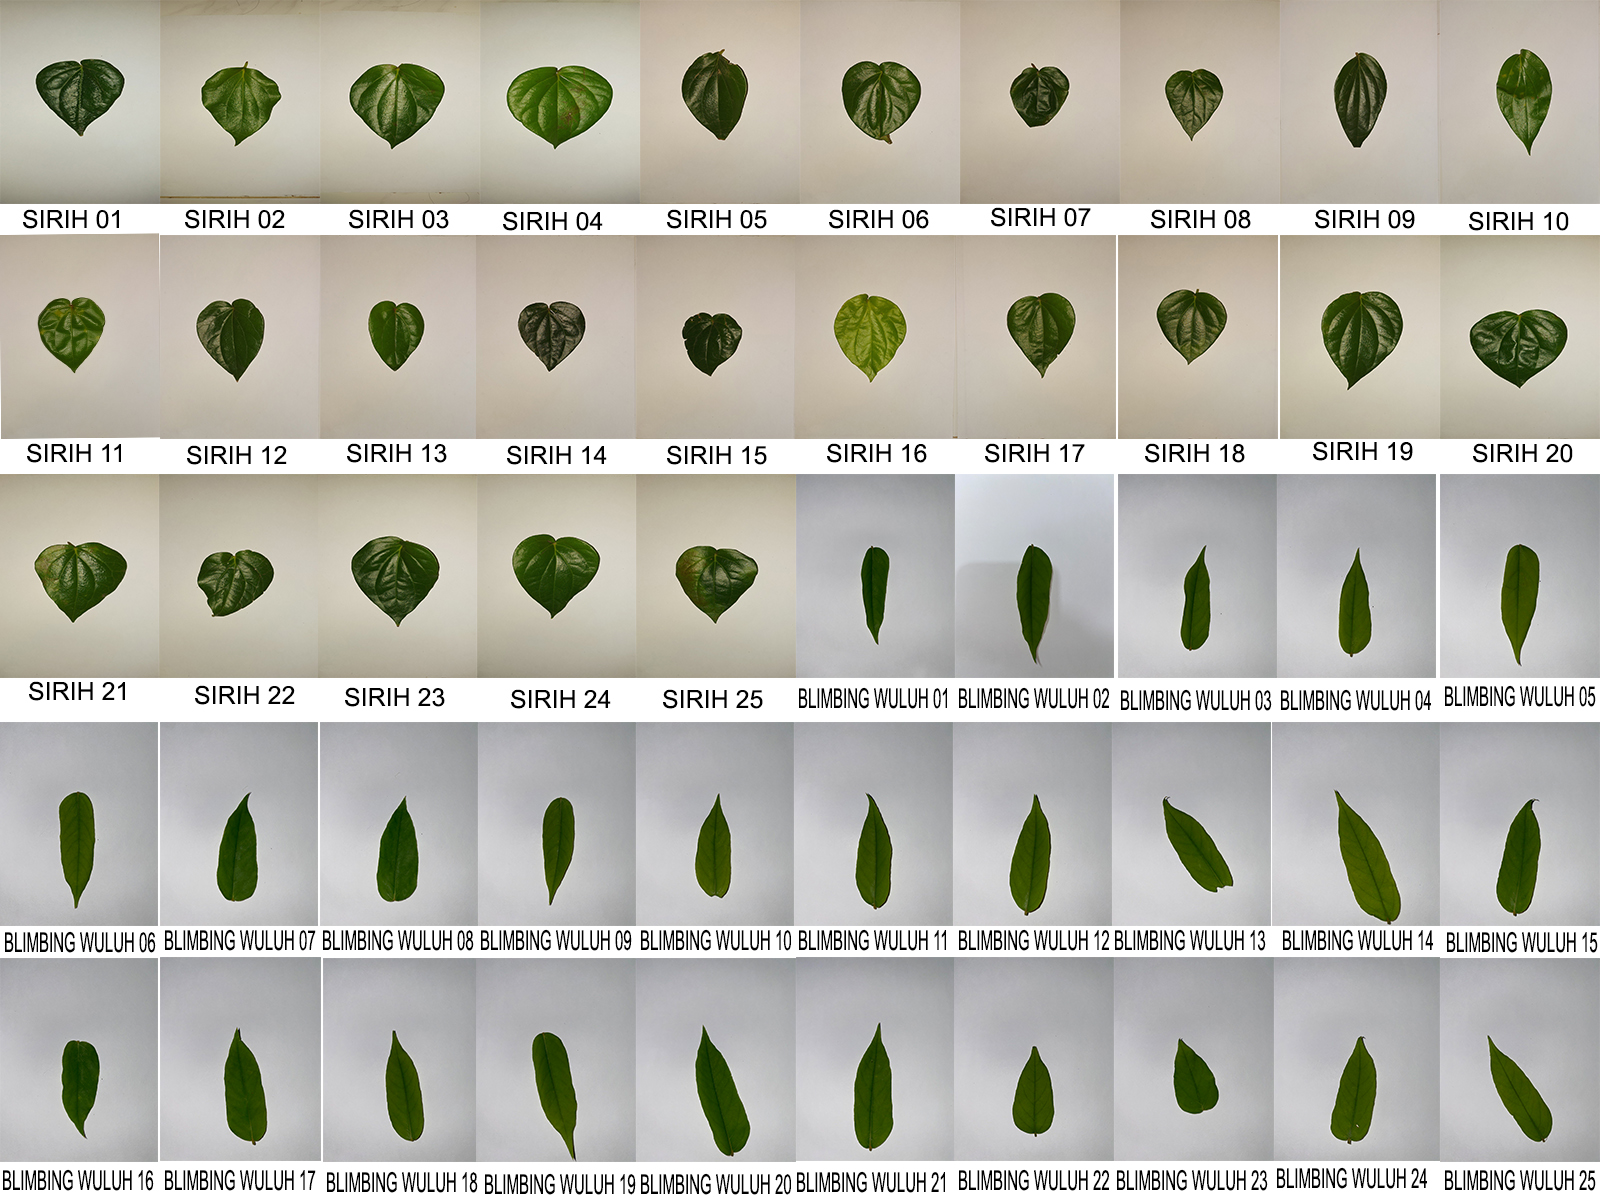 SIRIH 01
SIRIH 02
SIRIH 03
SIRIH 04
SIRIH 05
SIRIH 06
SIRIH 07
SIRIH 08
SIRIH 09
SIRIH 10
SIRIH 11
SIRIH 12
SIRIH 13
SIRIH 14
SIRIH 15
SIRIH 16
SIRIH 17
SIRIH 18
SIRIH 19
SIRIH 20
SIRIH 21
SIRIH 22
SIRIH 23
SIRIH 24
SIRIH 25
BLIMBING WULUH 01
BLIMBING WULUH 02
BLIMBING WULUH 03
BLIMBING WULUH 04
BLIMBING WULUH 05
BLIMBING WULUH 06
BLIMBING WULUH 07
BLIMBING WULUH 08
BLIMBING WULUH 09
BLIMBING WULUH 10
BLIMBING WULUH 11
BLIMBING WULUH 12
BLIMBING WULUH 13
BLIMBING WULUH 14
BLIMBING WULUH 15
BLIMBING WULUH 16
BLIMBING WULUH 17
BLIMBING WULUH 18
BLIMBING WULUH 19
BLIMBING WULUH 20
BLIMBING WULUH 21
BLIMBING WULUH 22
BLIMBING WULUH 23
BLIMBING WULUH 24
BLIMBING WULUH 25